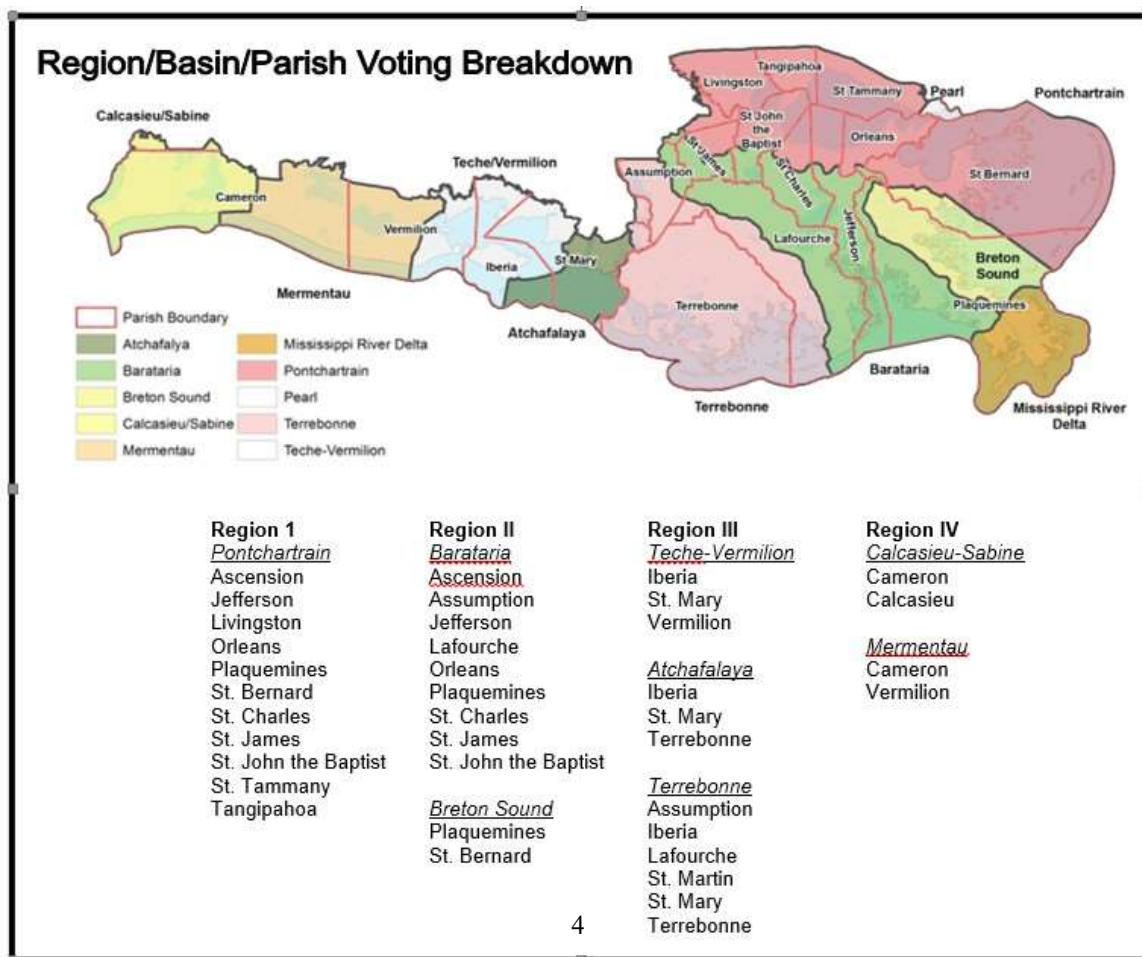 Region/Basin/Parish Voting Breakdown
Calcasieu/Sabine
Cameron
Mermentau
Vermilion
Teche/Vermilion
Iberia
St Mary
Atchafalaya
Assumption
Terrebonne
Terrebonne
Livingston
Tangipahoa
St Tammany
Pearl
Pontchartrain
St John
the
Baptist
Orleans
St James
St Charles
St Bernard
Lafourche
Jefferson
Breton
Sound
Plaquemines
Barataria
Mississippi River
Delta
Parish Boundary
Atchafalya
Barataria
Breton Sound
Calcasieu/Sabine
Mermentau
Mississippi River Delta
Pontchartrain
Pearl
Terrebonne
Teche-Vermilion
Region 1
Pontchartrain
Ascension
Jefferson
Livingston
Orleans
Plaquemines
St. Bernard
St. Charles
St. James
St. John the Baptist
St. Tammany
Tangipahoa
Region II
Barataria
Ascension
Assumption
Jefferson
Lafourche
Orleans
Plaquemines
St. Charles
St. James
St. John the Baptist
Breton Sound
Plaquemines
St. Bernard
Region III
Teche-Vermilion
Iberia
St. Mary
Vermilion
Atchafalaya
Iberia
St. Mary
Terrebonne
Terrebonne
Assumption
Iberia
Lafourche
St. Martin
St. Mary
Terrebonne
Region IV
Calcasieu-Sabine
Cameron
Calcasieu
Mermentau
Cameron
Vermilion
4